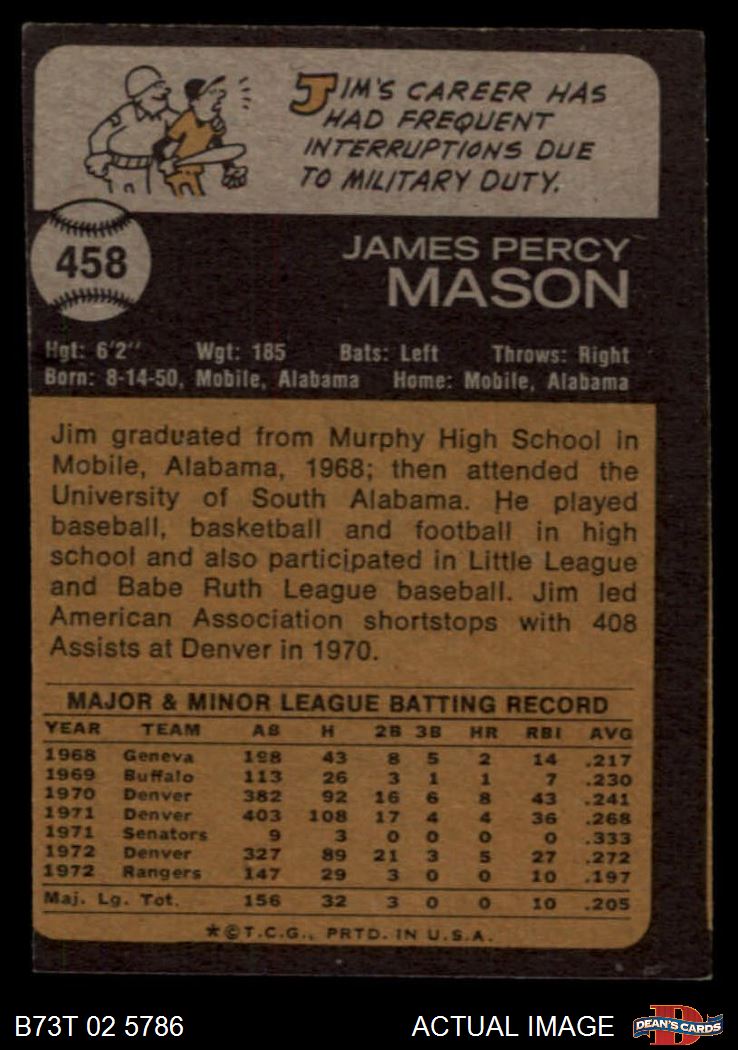 JIM'S CAREER HAS
HAD FREQUENT
INTERRUPTIONS DUE
TO MILITARY DUTY.
458
JAMES PERCY
MASON
Hgt: 6'2" Wgt: 185 Bats: Left Throws: Right
Born: 8-14-50, Mobile, Alabama Home: Mobile, Alabama
Jim graduated from Murphy High School in
Mobile, Alabama, 1968; then attended the
University of South Alabama. He played
baseball, basketball and football in high
school and also participated in Little League
and Babe Ruth League baseball. Jim led
American Association shortstops with 408
Assists at Denver in 1970.
MAJOR & MINOR LEAGUE BATTING RECORD
YEAR TEAM AB H 2B 3B HR RBI AVG
1968 Geneva 198 43 8 5 2 14 .217
1969 Buffalo 113 26 3 1 1 7 .230
1970 Denver 382 92 16 6 8 43 .241
1971 Denver 403 108 17 4 4 36 .268
1971 Senators 9 3 0 0 0 0 .333
1972 Denver 327 89 21 3 5 27 .272
1972 Rangers 147 29 3 0 0 10 .197
Maj. Lg. Tot. 156 32 3 0 0 10 .205
*©T.C.G., PRTD. IN U.S.A.
B73T 02 5786 ACTUAL IMAGE D DEAN'S CARDS